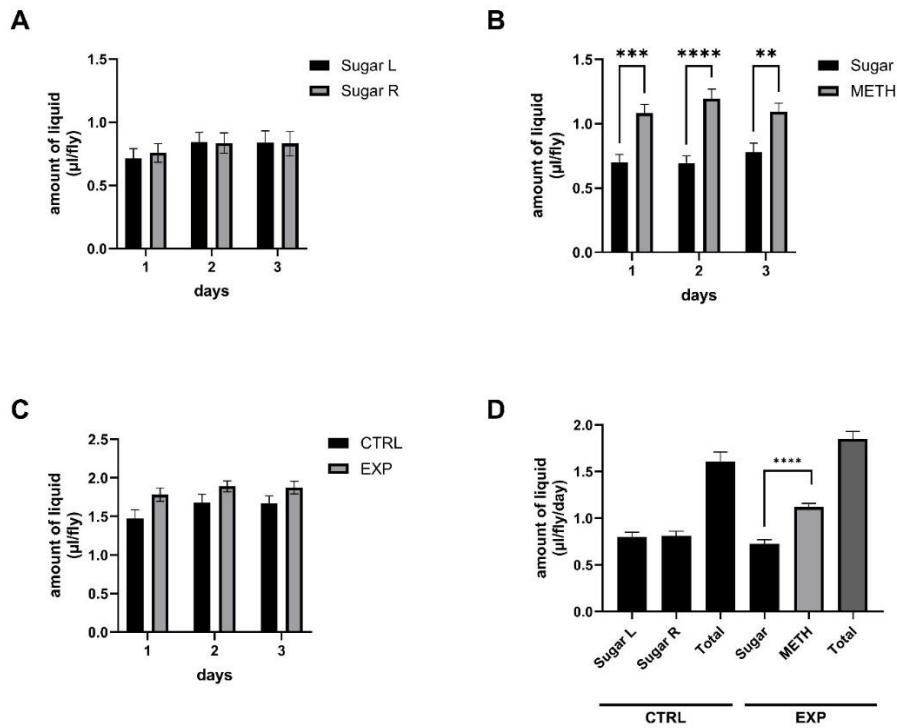 A
amount of liquid
(µl/fly)
1.5
1.0
0.5
0.0
1 2 3
days
Sugar L
Sugar R
B
amount of liquid
(µl/fly)
1.5
1.0
0.5
0.0
*** **** **
1 2 3
days
Sugar
METH
C
amount of liquid
(µl/fly)
2.5
2.0
1.5
1.0
0.5
0.0
1 2 3
days
CTRL
EXP
D
amount of liquid
(µl/fly/day)
2.0
1.5
1.0
0.5
0.0
****
Sugar L Sugar R Total Sugar METH Total
CTRL EXP